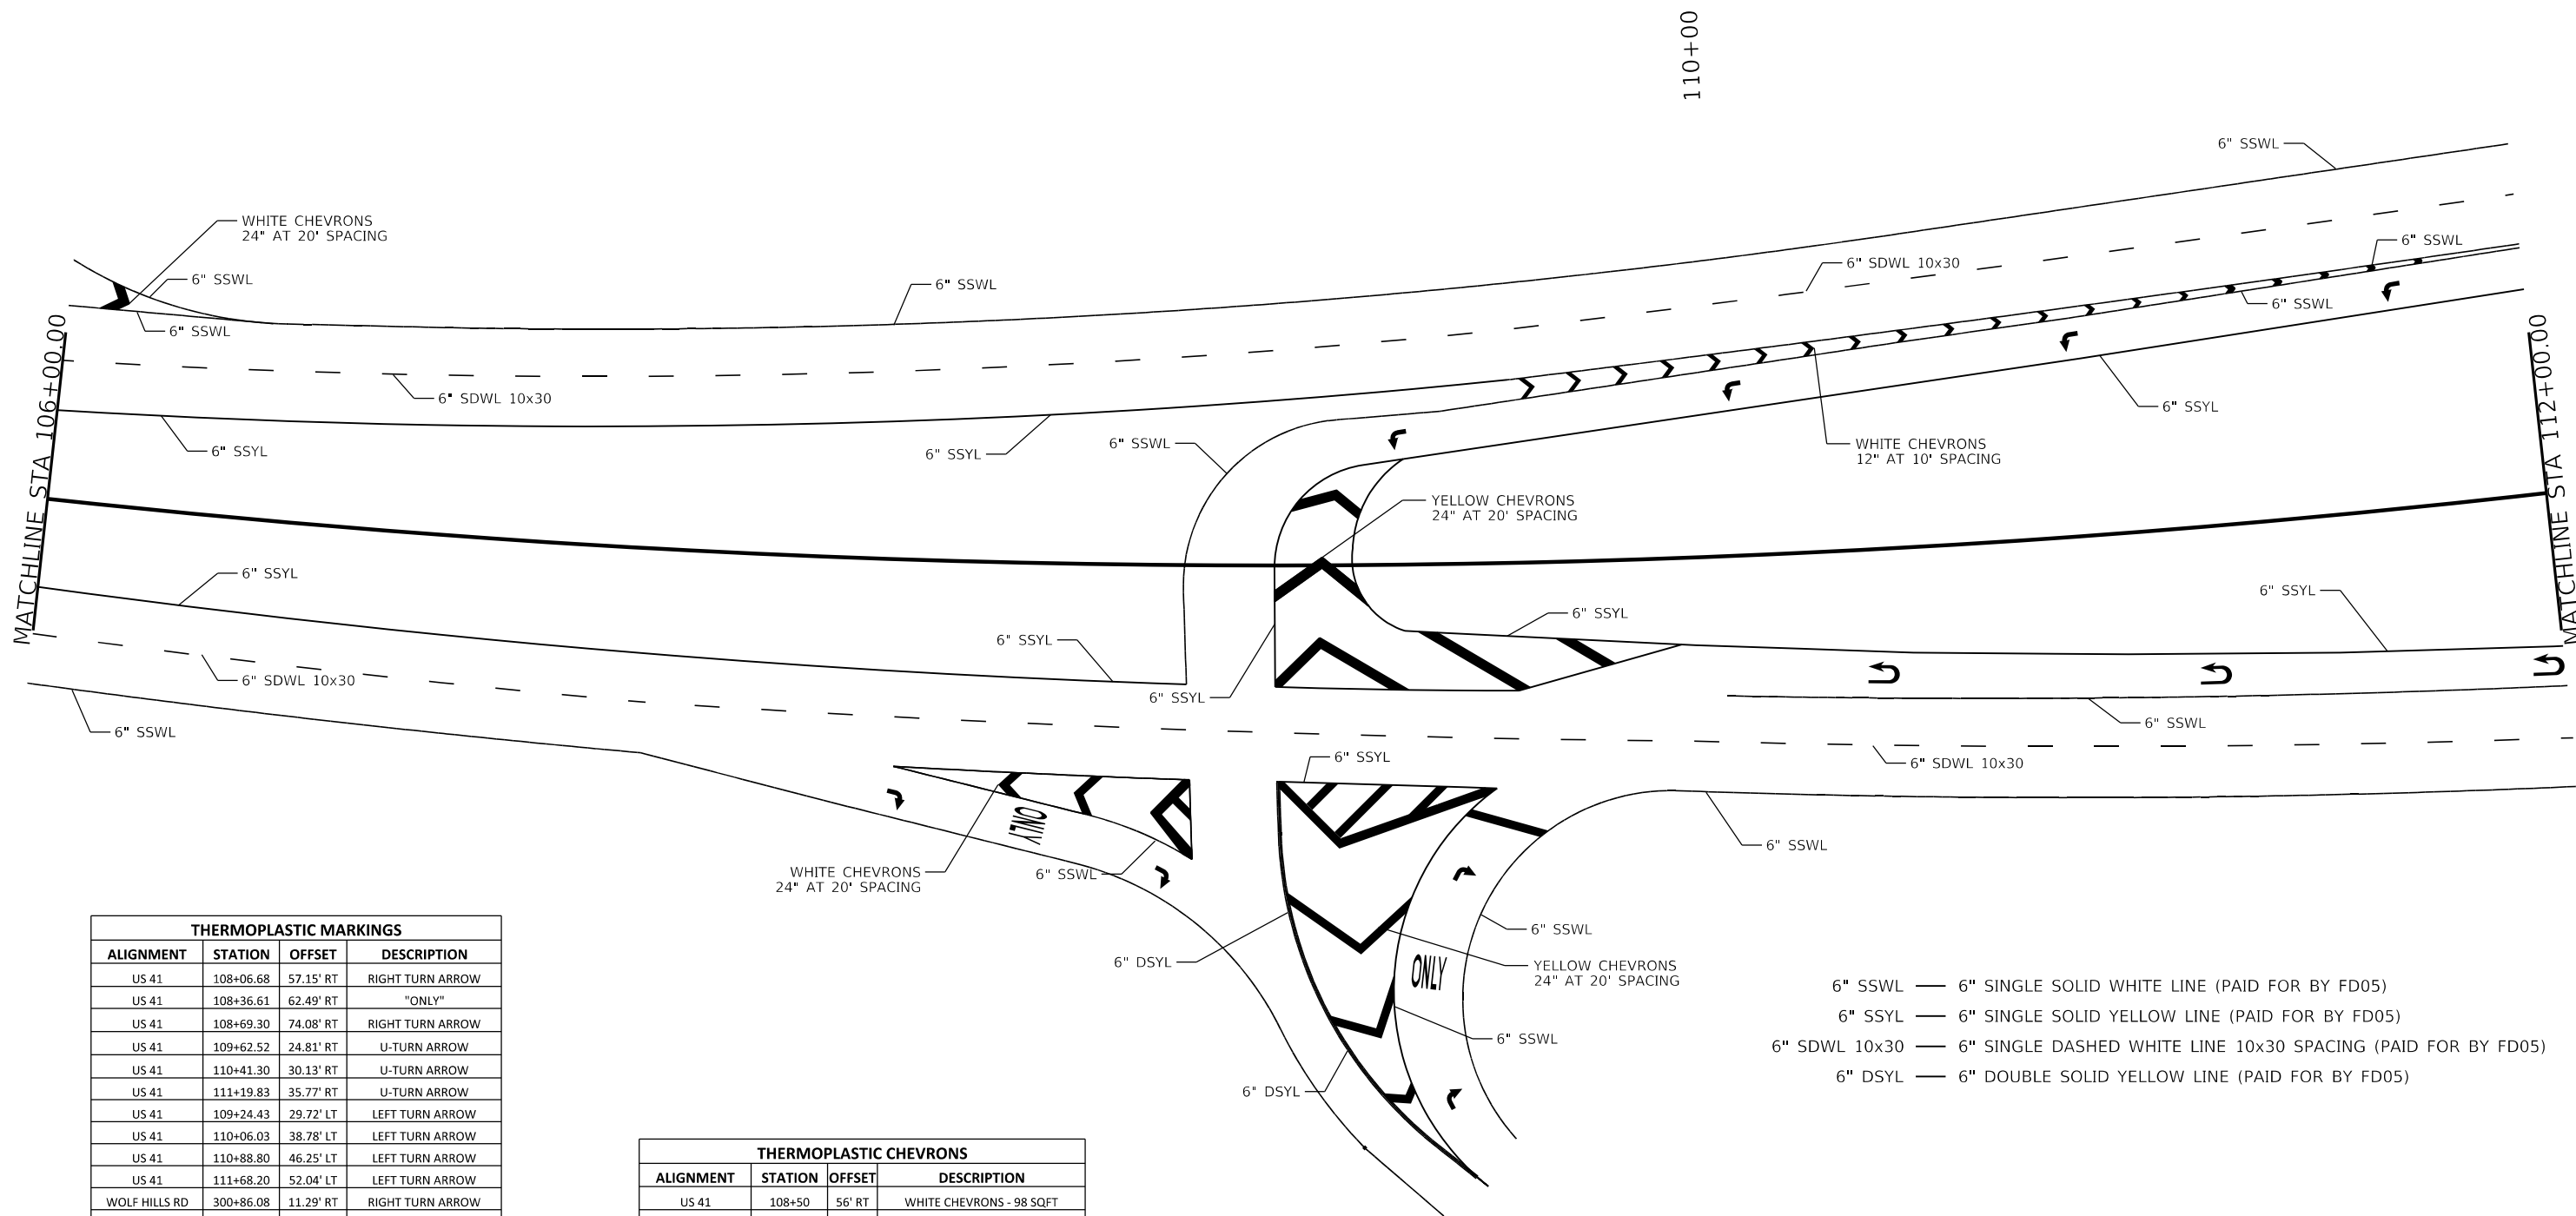 110+00
6" SSWL
WHITE CHEVRONS
24" AT 20' SPACING
6" SSWL
6" SSWL
6" SSWL
6" SDWL 10x30
6" SSWL
6" SSWL
MATCHLINE STA 106+00.00
MATCHLINE STA 112+00.00
6" SDWL 10x30
6" SSYL
6" SSWL
6" SSYL
6" SSYL
WHITE CHEVRONS
12" AT 10' SPACING
YELLOW CHEVRONS
24" AT 20' SPACING
6" SSYL
6" SSYL
6" SSYL
6" SSYL
6" SDWL 10x30
6" SSYL
6" SSWL
6" SSWL
6" SSYL
6" SDWL 10x30
ONLY
6" SSWL
WHITE CHEVRONS
24" AT 20' SPACING
6" SSWL
6" SSWL
6" DSYL
ONLY
YELLOW CHEVRONS
24" AT 20' SPACING
6" SSWL
6" DSYL
6" SSWL — 6" SINGLE SOLID WHITE LINE (PAID FOR BY FD05)
6" SSYL — 6" SINGLE SOLID YELLOW LINE (PAID FOR BY FD05)
6" SDWL 10x30 — 6" SINGLE DASHED WHITE LINE 10x30 SPACING (PAID FOR BY FD05)
6" DSYL — 6" DOUBLE SOLID YELLOW LINE (PAID FOR BY FD05)
THERMOPLASTIC MARKINGS
ALIGNMENT STATION OFFSET DESCRIPTION
US 41 108+06.68 57.15' RT RIGHT TURN ARROW
US 41 108+36.61 62.49' RT "ONLY"
US 41 108+69.30 74.08' RT RIGHT TURN ARROW
US 41 109+62.52 24.81' RT U-TURN ARROW
US 41 110+41.30 30.13' RT U-TURN ARROW
US 41 111+19.83 35.77' RT U-TURN ARROW
US 41 109+24.43 29.72' LT LEFT TURN ARROW
US 41 110+06.03 38.78' LT LEFT TURN ARROW
US 41 110+88.80 46.25' LT LEFT TURN ARROW
US 41 111+68.20 52.04' LT LEFT TURN ARROW
WOLF HILLS RD 300+86.08 11.29' RT RIGHT TURN ARROW
THERMOPLASTIC CHEVRONS
ALIGNMENT STATION OFFSET DESCRIPTION
US 41 108+50 56' RT WHITE CHEVRONS - 98 SQFT